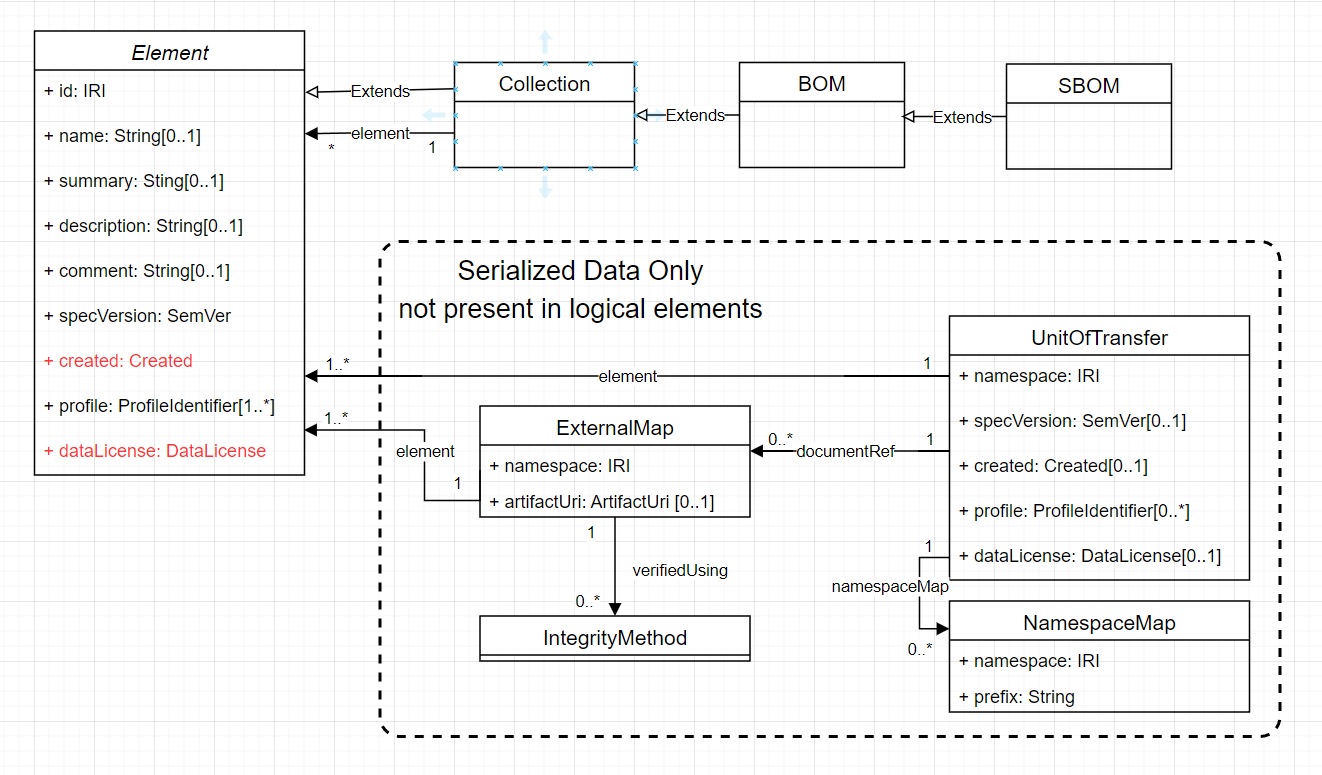 Element
+ id: IRI
+ name: String[0..1]
+ summary: Sting[0..1]
+ description: String[0..1]
+ comment: String[0..1]
+ specVersion: SemVer
+ created: Created
+ profile: ProfileIdentifier[1..*]
+ dataLicense: DataLicense
Extends
element
*
1
Collection
Extends
BOM
Extends
SBOM
Serialized Data Only
not present in logical elements
1..*
element
1
1..*
element
1
UnitOfTransfer
+ namespace: IRI
+ specVersion: SemVer[0..1]
+ created: Created[0..1]
+ profile: ProfileIdentifier[0..*]
+ dataLicense: DataLicense[0..1]
ExternalMap
+ namespace: IRI
+ artifactUri: ArtifactUri [0..1]
0..*
documentRef
1
1
verifiedUsing
0..*
IntegrityMethod
1
namespaceMap
0..*
NamespaceMap
+ namespace: IRI
+ prefix: String